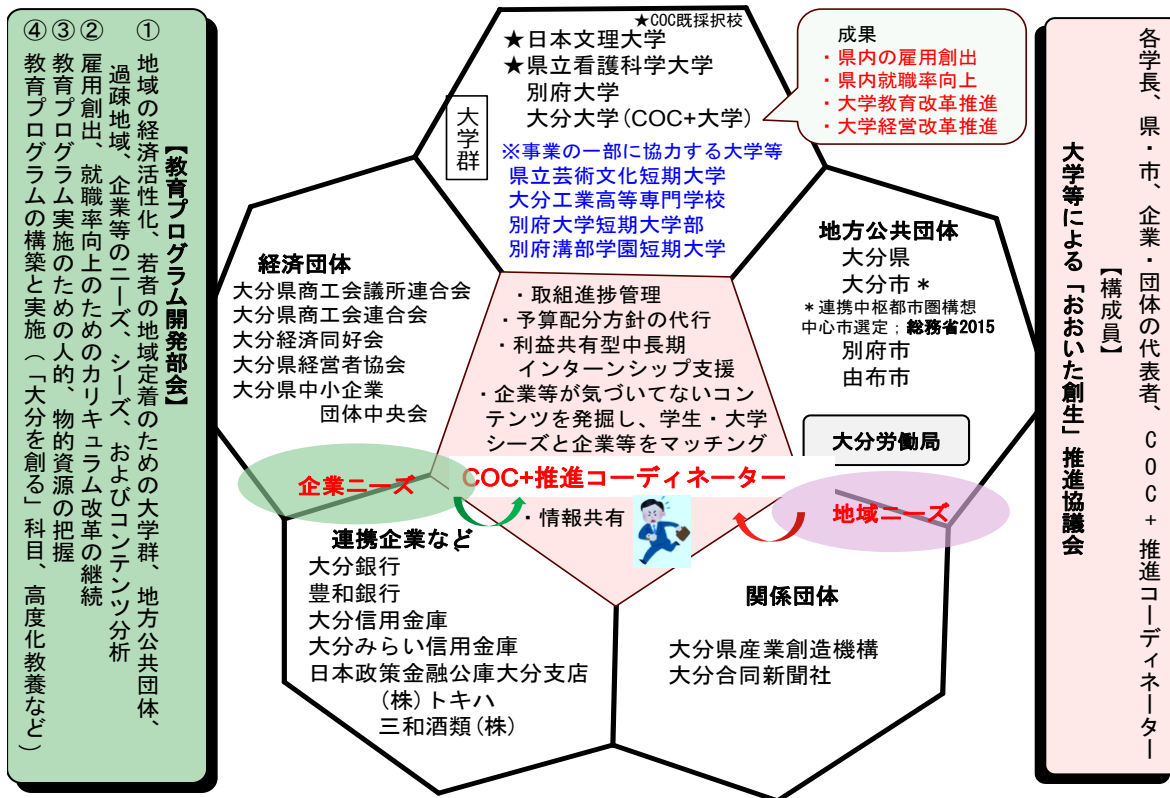 【教育プログラム開発部会】
① 地域の経済活性化、若者の地域定着のための大学群、地方公共団体、
過疎地域、企業等のニーズ、シーズ、およびコンテンツ分析
② 雇用創出、就職率向上のためのカリキュラム改革の継続
③ 教育プログラム実施のための人的、物的資源の把握
④ 教育プログラムの構築と実施（「大分を創る」科目、高度化教養など）
★COC既採択校
★日本文理大学
★県立看護科学大学
別府大学
大分大学(COC+大学)
大学群
※事業の一部に協力する大学等
県立芸術文化短期大学
大分工業高等専門学校
別府大学短期大学部
別府溝部学園短期大学
成果
・県内の雇用創出
・県内就職率向上
・大学教育改革推進
・大学経営改革推進
経済団体
大分県商工会議所連合会
大分県商工会連合会
大分経済同好会
大分県経営者協会
大分県中小企業
団体中央会
・取組進捗管理
・予算配分方針の代行
・利益共有型中長期
インターンシップ支援
・企業等が気づいてないコン
テンツを発掘し、学生・大学
シーズと企業等をマッチング
COC+推進コーディネーター
・情報共有
地方公共団体
大分県
大分市＊
＊連携中枢都市圏構想
中心市選定；総務省2015
別府市
由布市
大分労働局
企業ニーズ
地域ニーズ
連携企業など
大分銀行
豊和銀行
大分信用金庫
大分みらい信用金庫
日本政策金融公庫大分支店
(株)トキハ
三和酒類(株)
関係団体
大分県産業創造機構
大分合同新聞社
各学長、県・市、企業・団体の代表者、COC+推進コーディネーター
【構成員】
大学等による「おおいた創生」推進協議会